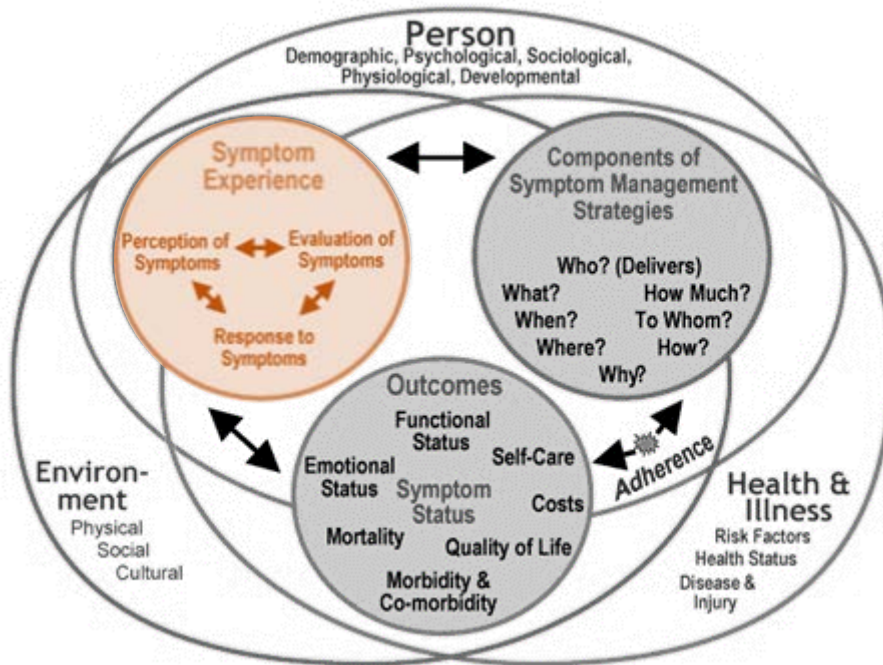 Person
Demographic, Psychological, Sociological,
Physiological, Developmental
Symptom
Experience
Perception of
Symptoms
Evaluation of
Symptoms
Response to
Symptoms
Components of
Symptom Management
Strategies
Who? (Delivers)
What?
How Much?
When?
To Whom?
Where?
How?
Why?
Outcomes
Functional
Status
Self-Care
Emotional
Status
Symptom
Status
Costs
Mortality
Quality of Life
Morbidity &
Co-morbidity
Adherence
Environ-
ment
Physical
Social
Cultural
Health &
Illness
Risk Factors
Health Status
Disease &
Injury